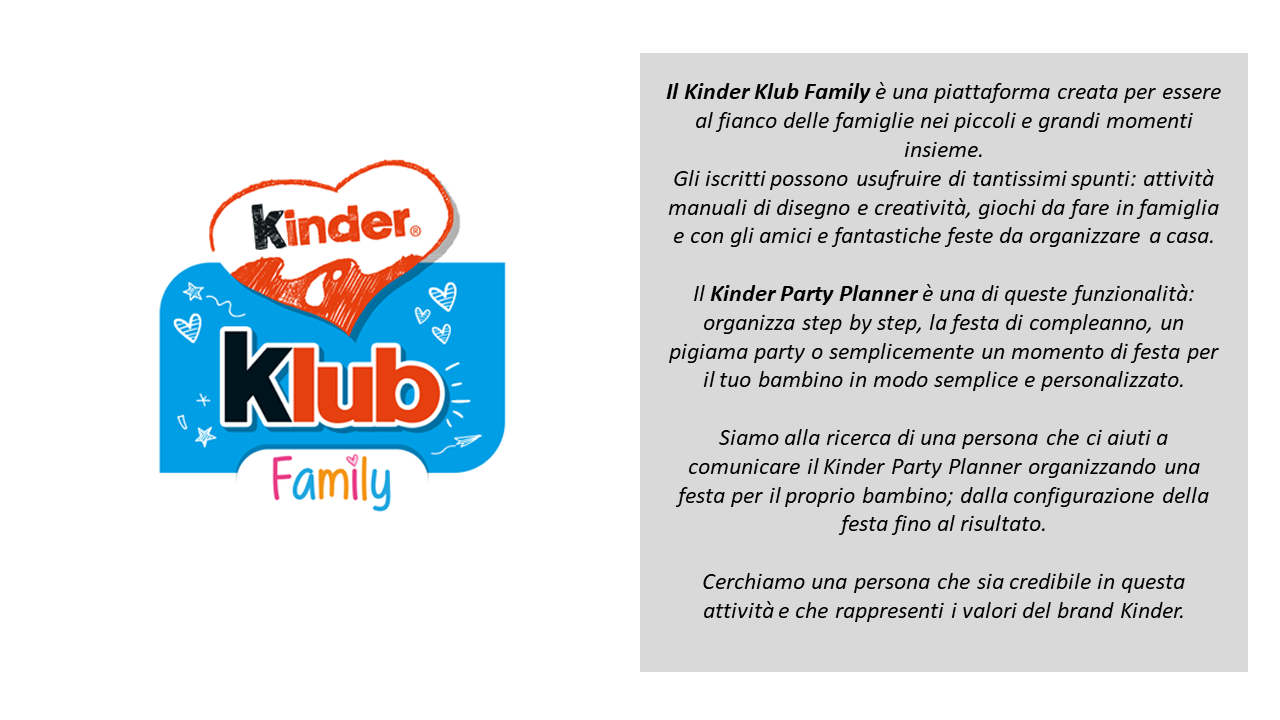 Kinder®
Klub
Family
Il Kinder Klub Family è una piattaforma creata per essere
al fianco delle famiglie nei piccoli e grandi momenti
insieme.
Gli iscritti possono usufruire di tantissimi spunti: attività
manuali di disegno e creatività, giochi da fare in famiglia
e con gli amici e fantastiche feste da organizzare a casa.
Il Kinder Party Planner è una di queste funzionalità:
organizza step by step, la festa di compleanno, un
pigiama party o semplicemente un momento di festa per
il tuo bambino in modo semplice e personalizzato.
Siamo alla ricerca di una persona che ci aiuti a
comunicare il Kinder Party Planner organizzando una
festa per il proprio bambino; dalla configurazione della
festa fino al risultato.
Cerchiamo una persona che sia credibile in questa
attività e che rappresenti i valori del brand Kinder.